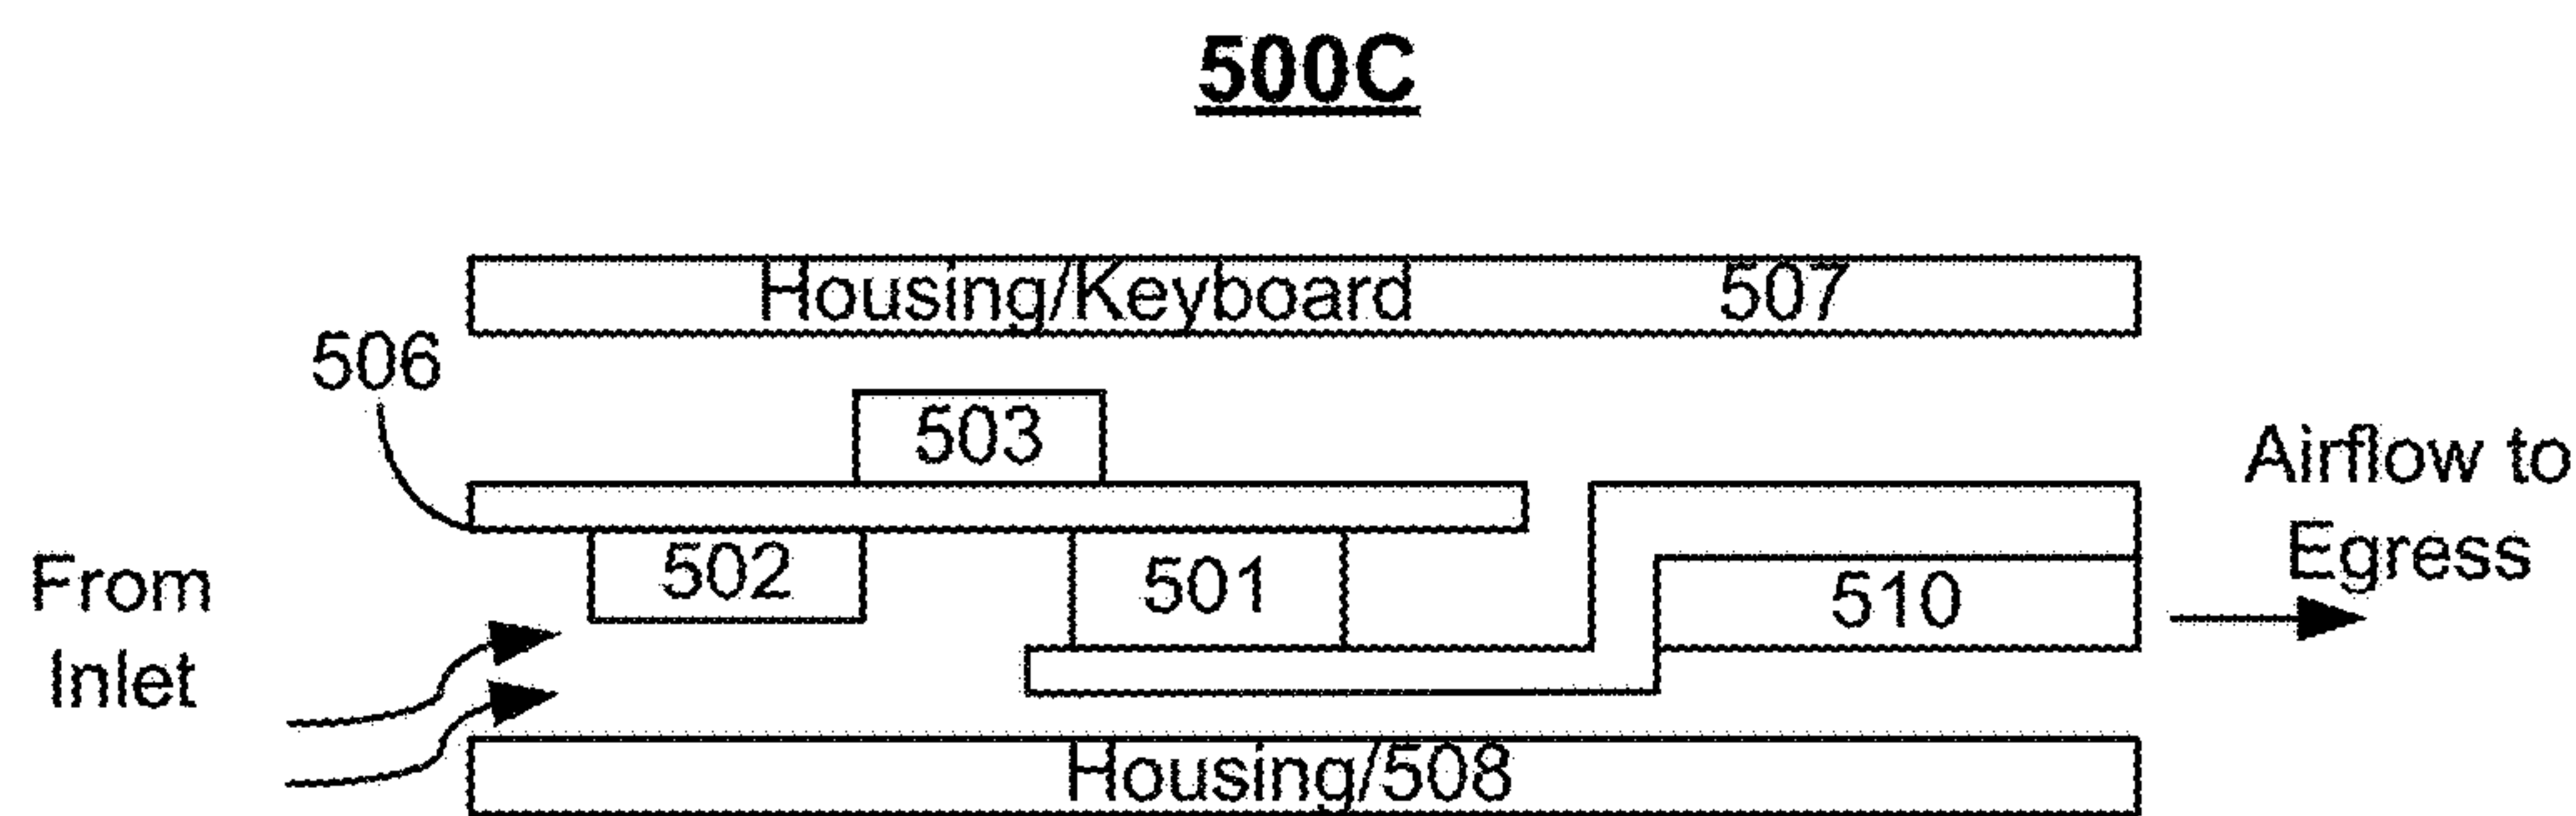 500C
Housing/Keyboard 507
506
503
Airflow to
Egress
502
501
510
From
Inlet
Housing/508